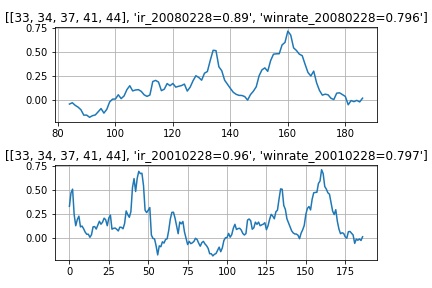 [[33, 34, 37, 41, 44], 'ir_20080228=0.89', 'winrate_20080228=0.796']
0.75
0.50
0.25
0.00
80 100 120 140 160 180
[[33, 34, 37, 41, 44], 'ir_20010228=0.96', 'winrate_20010228=0.797']
0.75
0.50
0.25
0.00
0 25 50 75 100 125 150 175